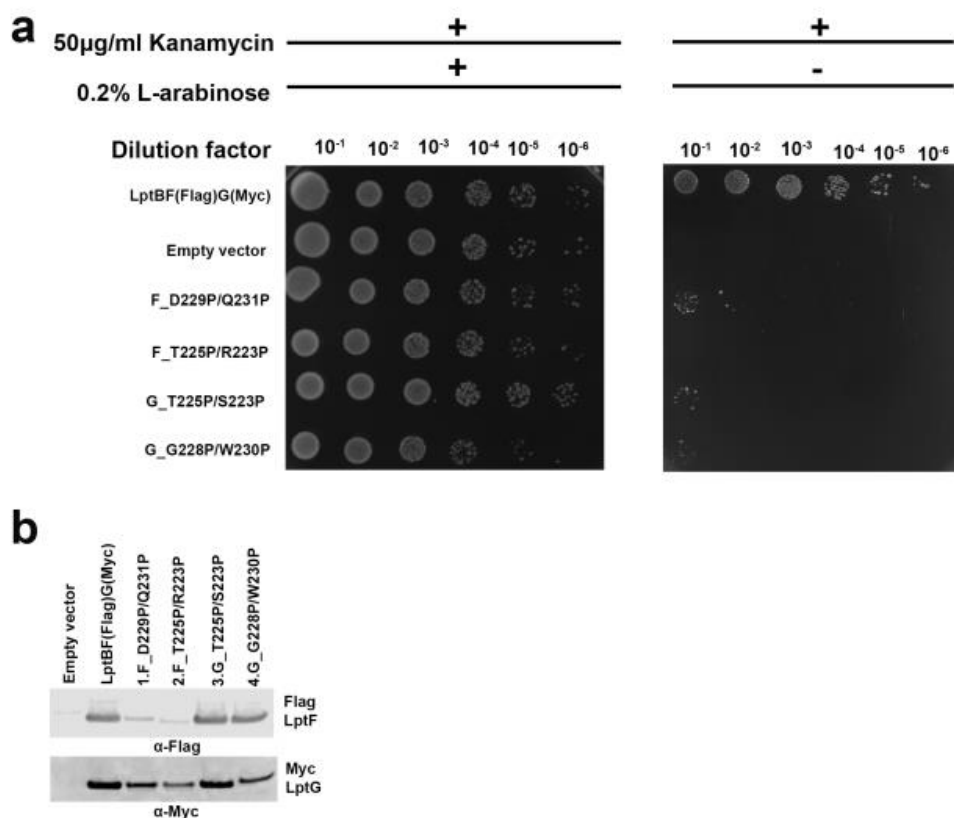 a
50µg/ml Kanamycin + +
0.2% L-arabinose + -
Dilution factor 10⁻¹ 10⁻² 10⁻³ 10⁻⁴ 10⁻⁵ 10⁻⁶ 10⁻¹ 10⁻² 10⁻³ 10⁻⁴ 10⁻⁵ 10⁻⁶
LptBF(Flag)G(Myc)
Empty vector
F_D229P/Q231P
F_T225P/R223P
G_T225P/S223P
G_G228P/W230P
b
Empty vector
LptBF(Flag)G(Myc)
1.F_D229P/Q231P
2.F_T225P/R223P
3.G_T225P/S223P
4.G_G228P/W230P
Flag
LptF
α-Flag
Myc
LptG
α-Myc